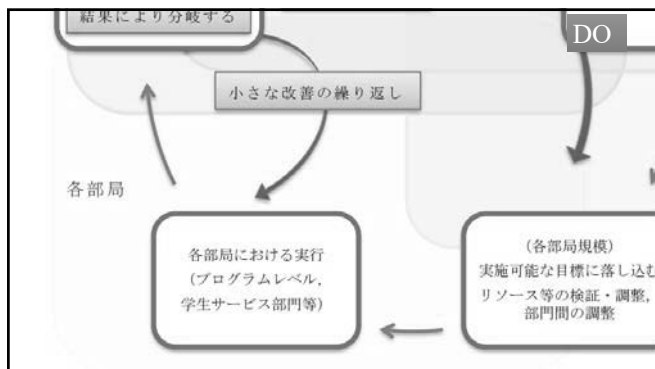 結果により分岐する
DO
小さな改善の繰り返し
各部局
各部局における実行
(プログラムレベル,
学生サービス部門等)
(各部局規模)
実施可能な目標に落し込む
リソース等の検証・調整,
部門間の調整